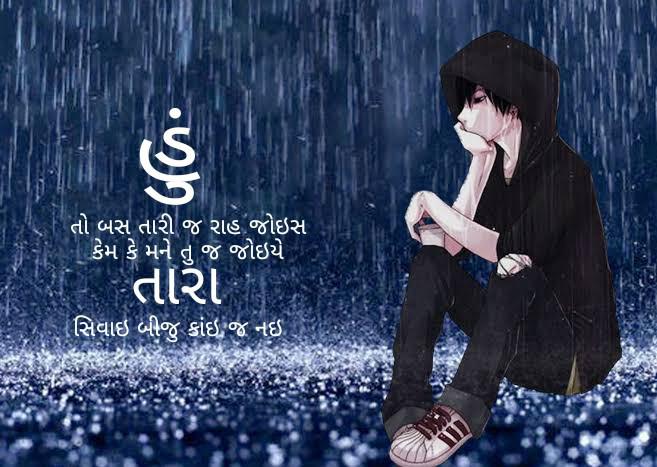 હું
તો બસ તારી જ રાહ જોઇસ
કેમ કે મને તુ જ જોઇયે
તારા
સિવાઇ બીજુ કાંઇ જ નઇ